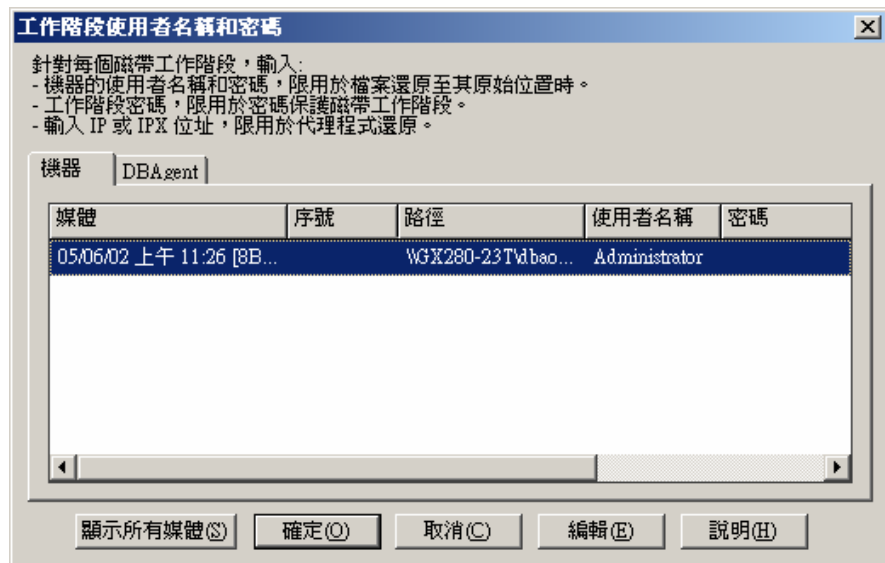 工作階段使用者名稱和密碼
針對每個磁帶工作階段，輸入:
- 機器的使用者名稱和密碼，限用於檔案還原至其原始位置時。
- 工作階段密碼，限用於密碼保護磁帶工作階段。
- 輸入 IP 或 IPX 位址，限用於代理程式還原。
機器 DBAgent
媒體 序號 路徑 使用者名稱 密碼
05/06/02 上午 11:26 [8B... \\GX280-23T\dbao... Administrator
顯示所有媒體(S) 確定(O) 取消(C) 編輯(E) 說明(H)